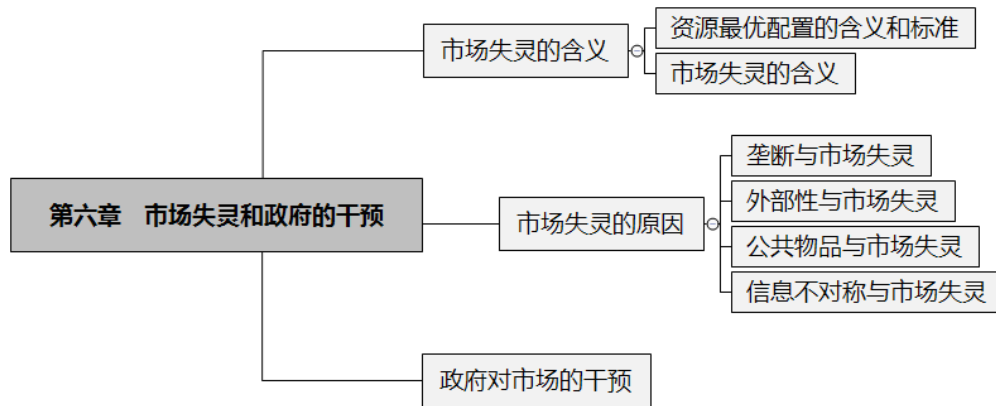 第六章　市场失灵和政府的干预
市场失灵的含义
资源最优配置的含义和标准
市场失灵的含义
市场失灵的原因
垄断与市场失灵
外部性与市场失灵
公共物品与市场失灵
信息不对称与市场失灵
政府对市场的干预